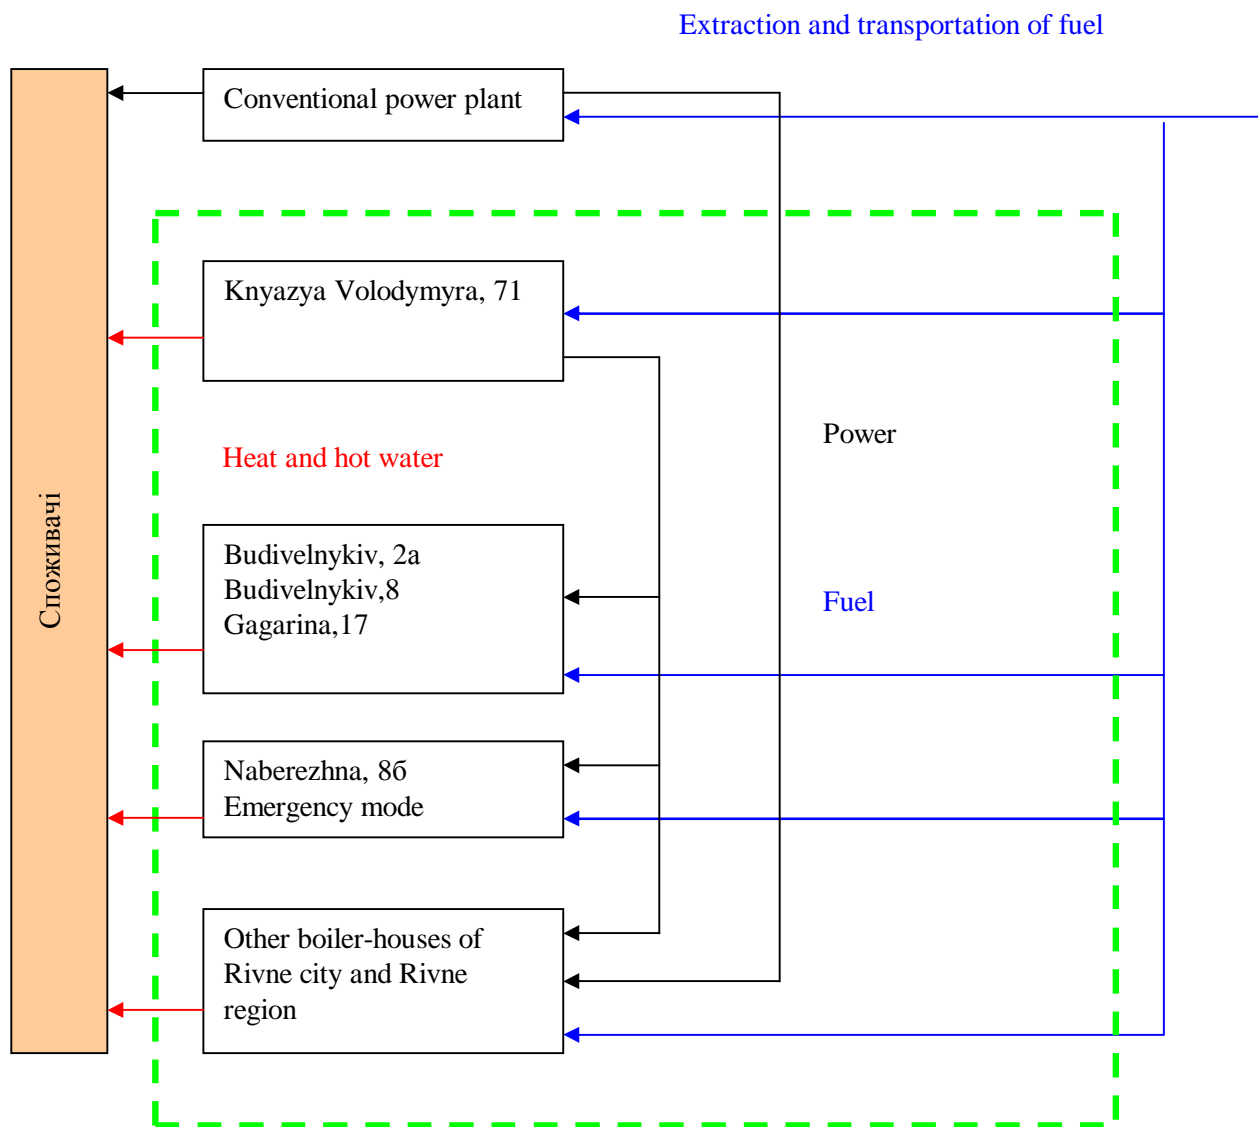 Extraction and transportation of fuel
Conventional power plant
Knyazya Volodymyra, 71
Power
Heat and hot water
Споживачі
Budivelnykiv, 2a
Budivelnykiv,8
Gagarina,17
Fuel
Naberezhna, 8б
Emergency mode
Other boiler-houses of
Rivne city and Rivne
region